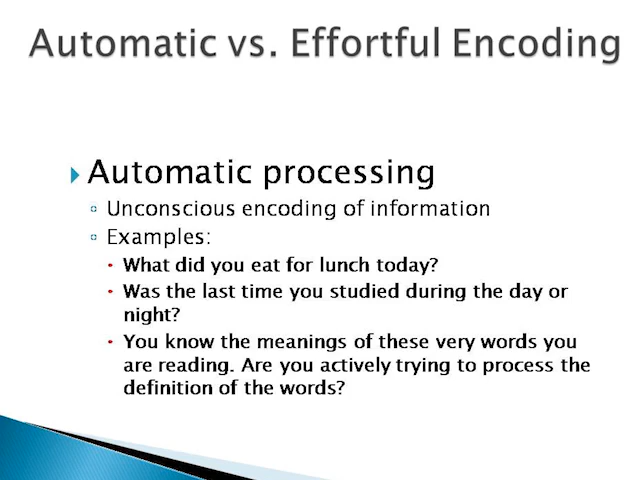 Automatic vs. Effortful Encoding
Automatic processing
Unconscious encoding of information
Examples:
What did you eat for lunch today?
Was the last time you studied during the day or
night?
You know the meanings of these very words you
are reading. Are you actively trying to process the
definition of the words?